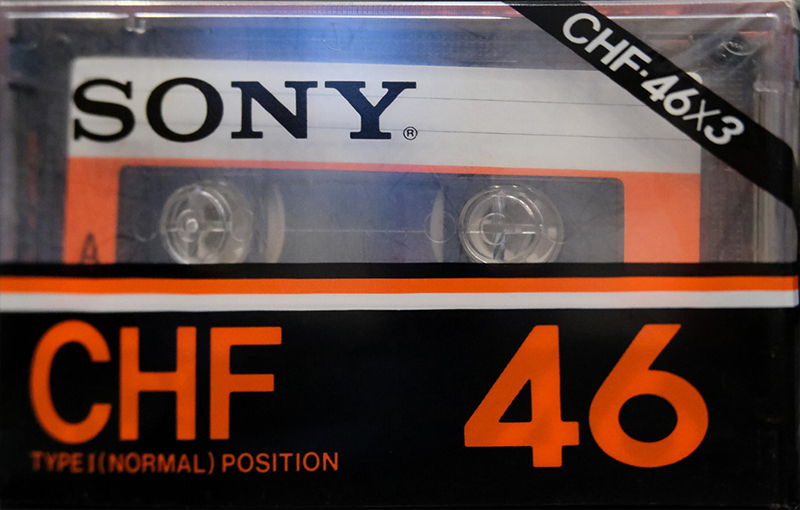 CHF-46X3
SONY®
A
CHF 46
TYPE I (NORMAL) POSITION